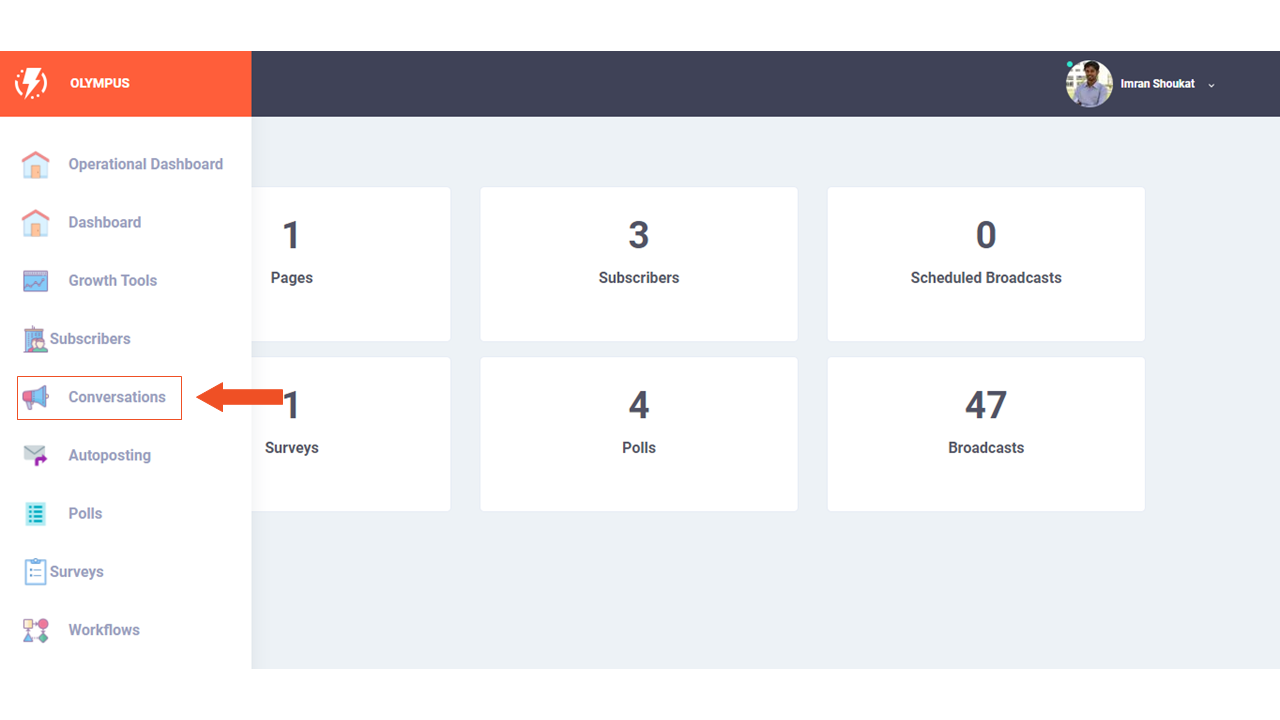 OLYMPUS
Imran Shoukat
Operational Dashboard
Dashboard
Growth Tools
Subscribers
Conversations
Autoposting
Polls
Surveys
Workflows
1
Pages
3
Subscribers
0
Scheduled Broadcasts
1
Surveys
4
Polls
47
Broadcasts